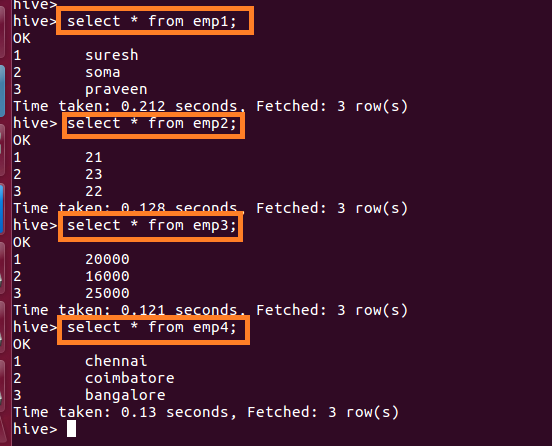 hive>
hive> select * from emp1;
OK
1 suresh
2 soma
3 praveen
Time taken: 0.212 seconds, Fetched: 3 row(s)
hive> select * from emp2;
OK
1 21
2 23
3 22
Time taken: 0.128 seconds, Fetched: 3 row(s)
hive> select * from emp3;
OK
1 20000
2 16000
3 25000
Time taken: 0.121 seconds, Fetched: 3 row(s)
hive> select * from emp4;
OK
1 chennai
2 coimbatore
3 bangalore
Time taken: 0.13 seconds, Fetched: 3 row(s)
hive>